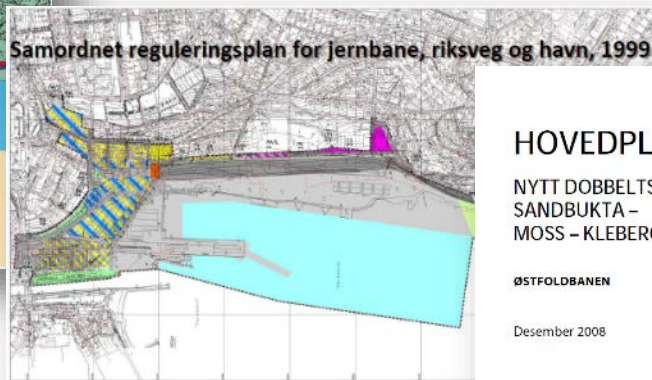 Samordnet reguleringsplan for jernbane, riksveg og havn, 1999
HOVEDPL
NYTT DOBBELTS
SANDBUKTA –
MOSS – KLEBERG
ØSTFOLDBANEN
Desember 2008